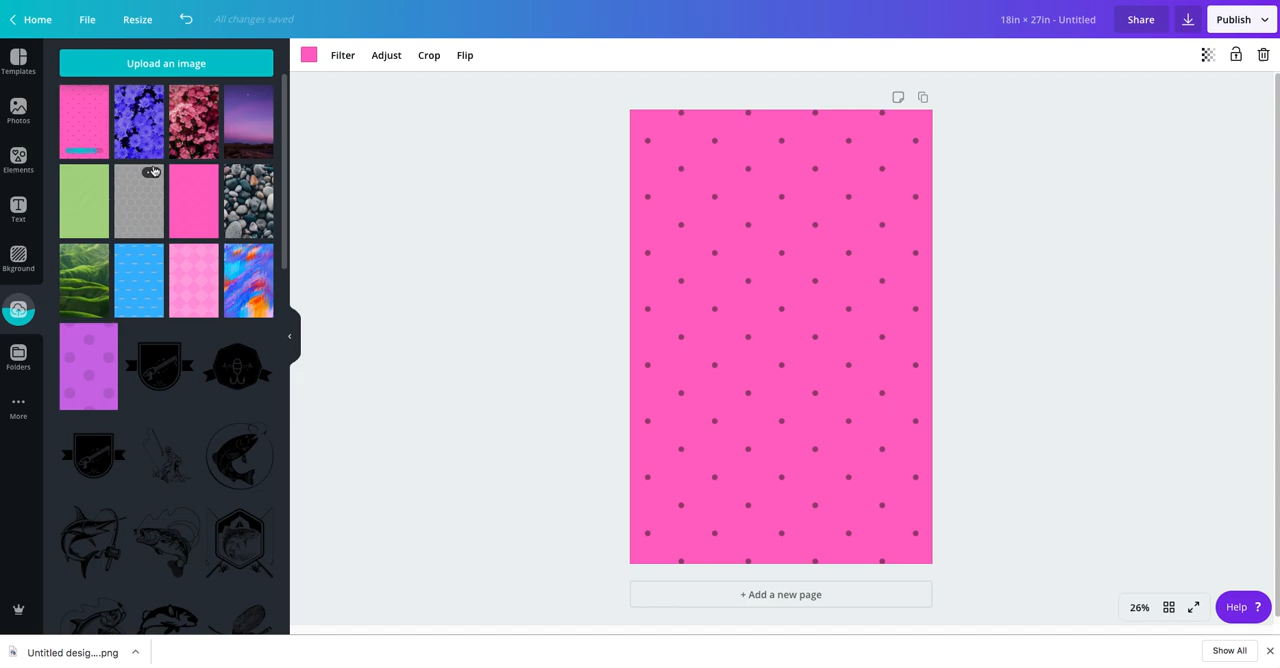 Home File Resize All changes saved 18in × 27in - Untitled Share Publish
Templates
Photos
Elements
Text
Bkground
Folders
More
Upload an image
Filter Adjust Crop Flip
+ Add a new page
26% Help ?
Untitled desig....png Show All